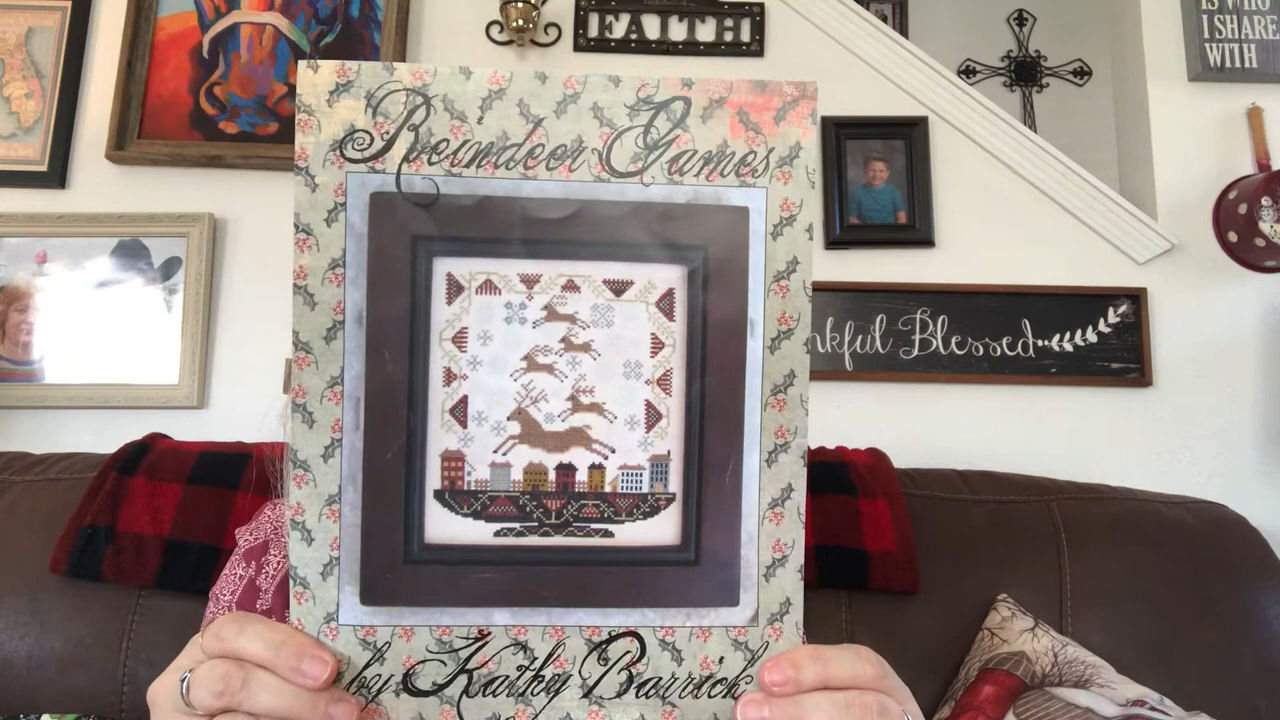 FAITH
IS WHO
I SHARE
WITH
Reindeer Games
nkful Blessed
by Kathy Barrick